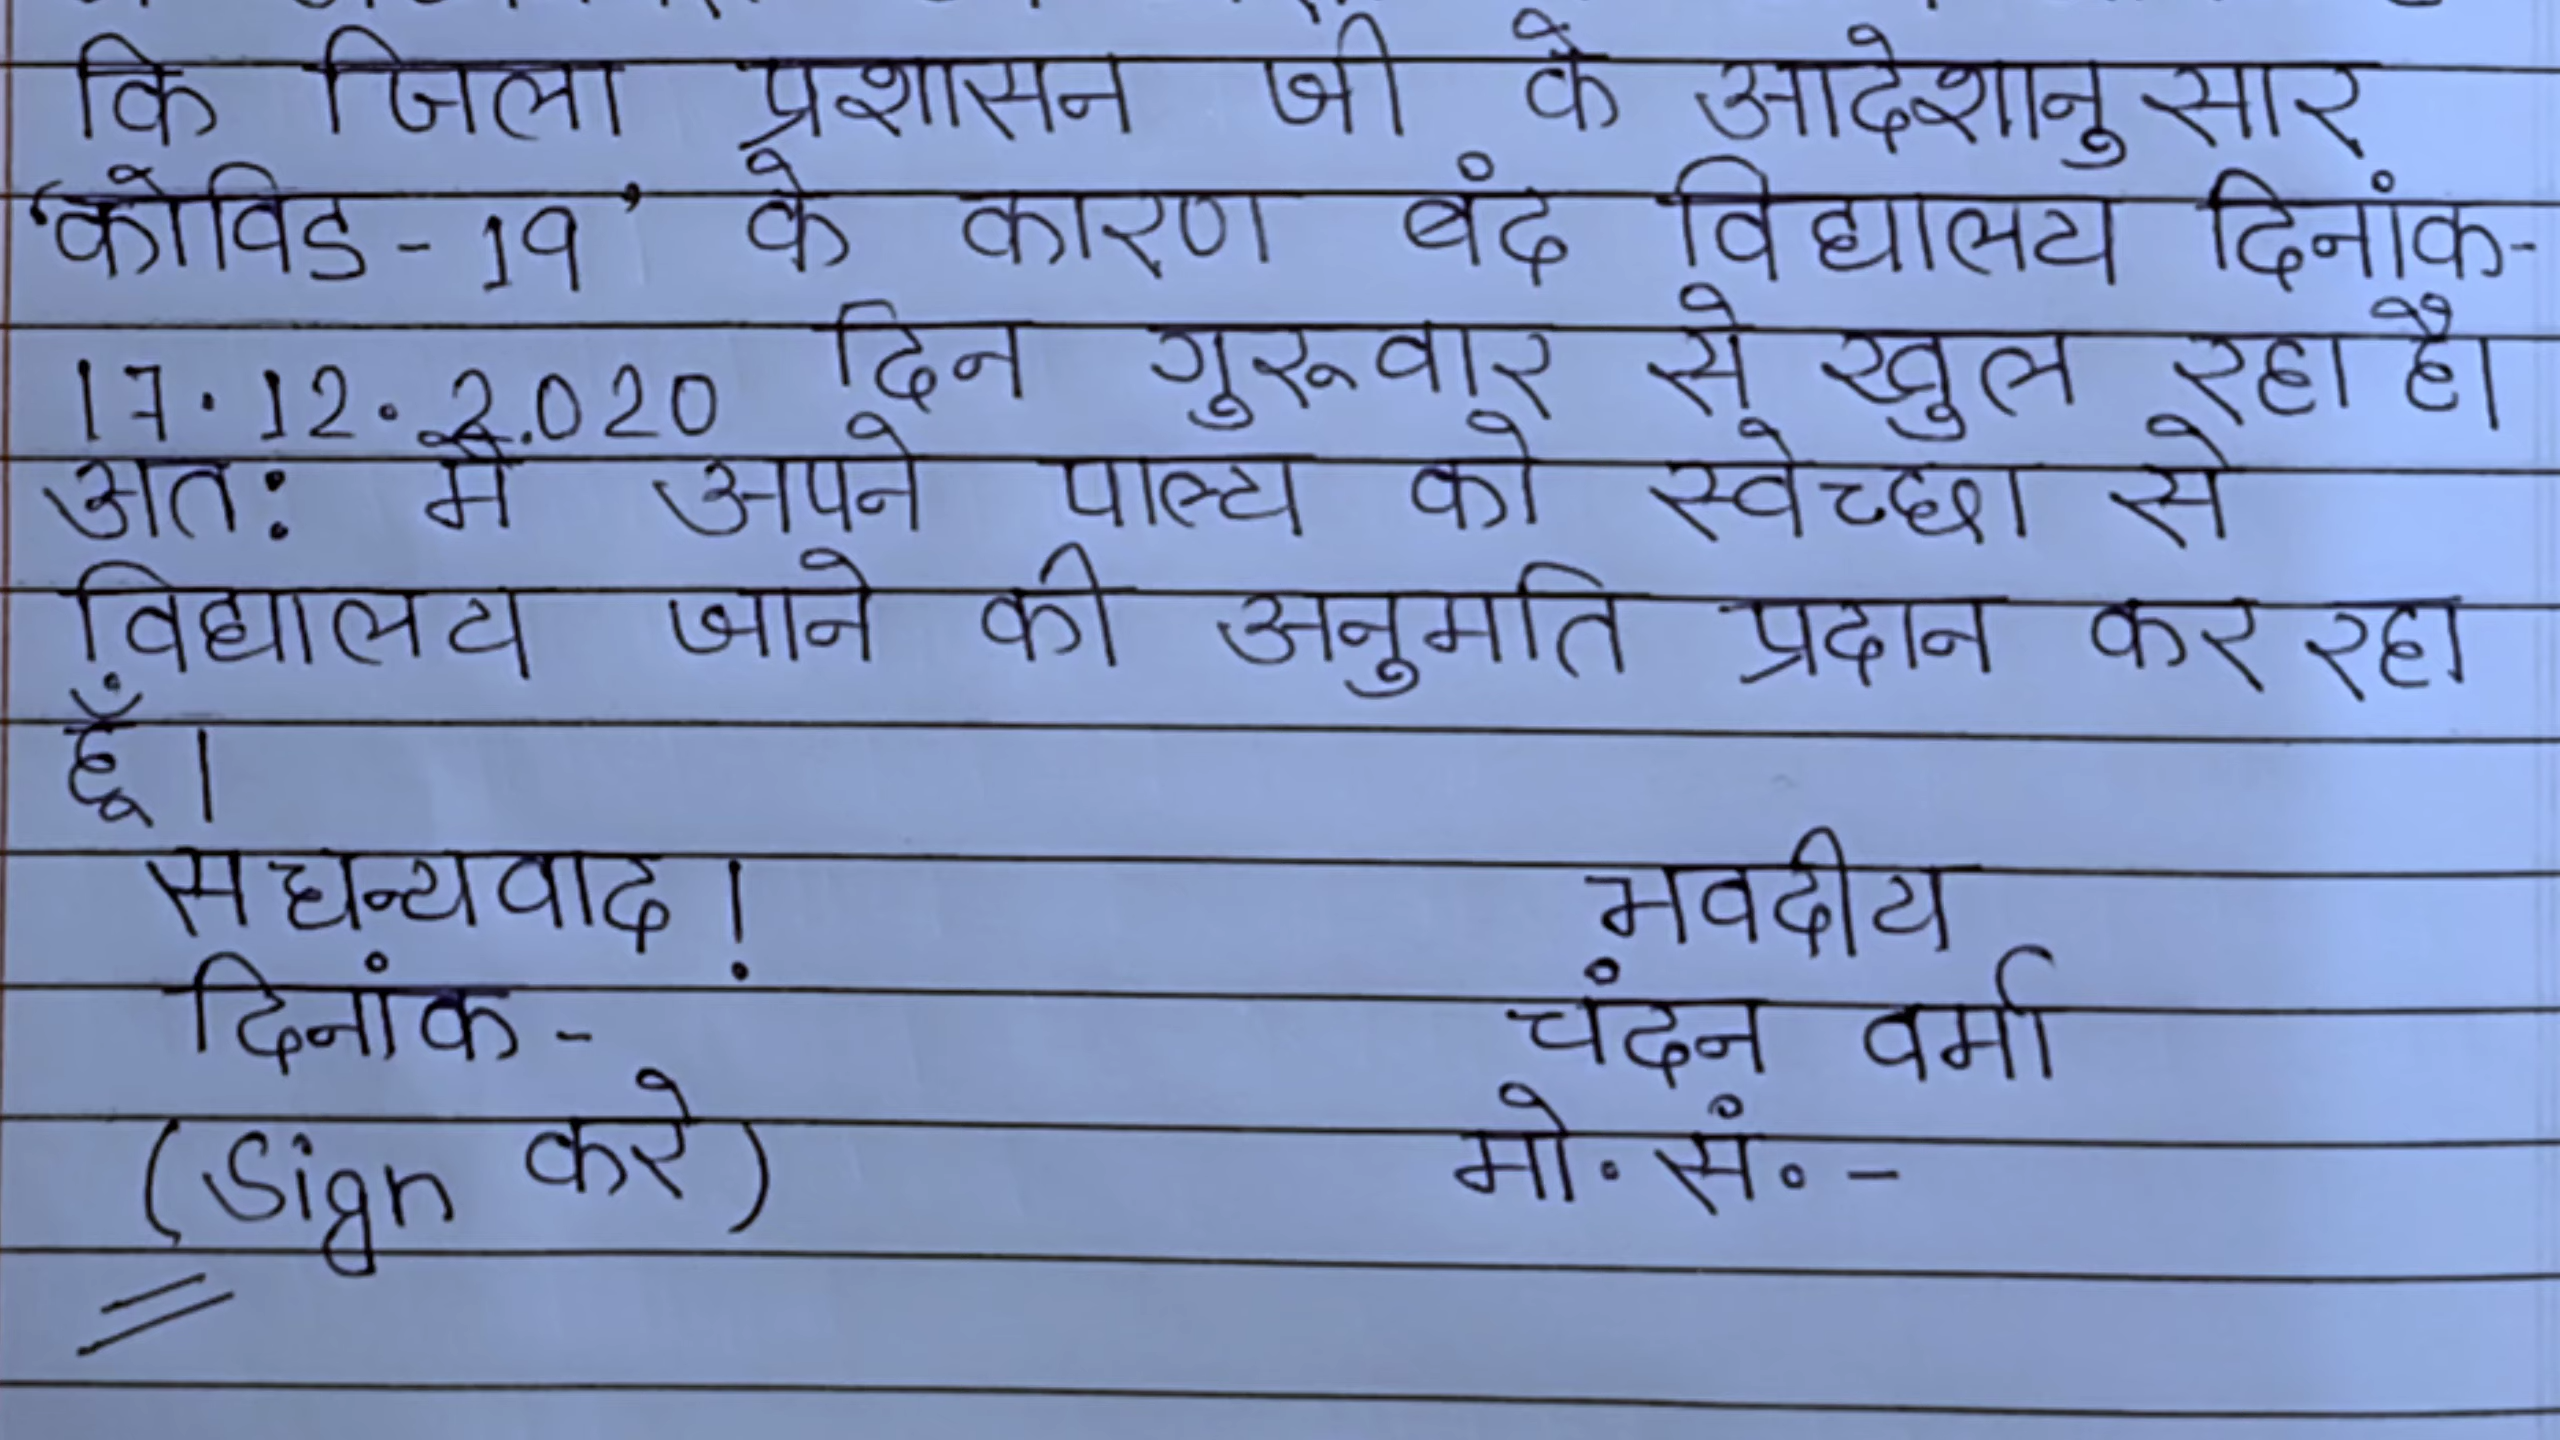 कि जिला प्रशासन जी के आदेशानुसार
'कोविड - 19' के कारण बंद विद्यालय दिनांक-
17.12.2020 दिन गुरूवार से खुल रहा है।
अतः मै अपने पाल्य को स्वेच्छा से
विद्यालय जाने की अनुमति प्रदान कर रहा
हूँ।
सधन्यवाद! भवदीय
दिनांक - चंदन वर्मा
(Sign करे) मो. सं. -